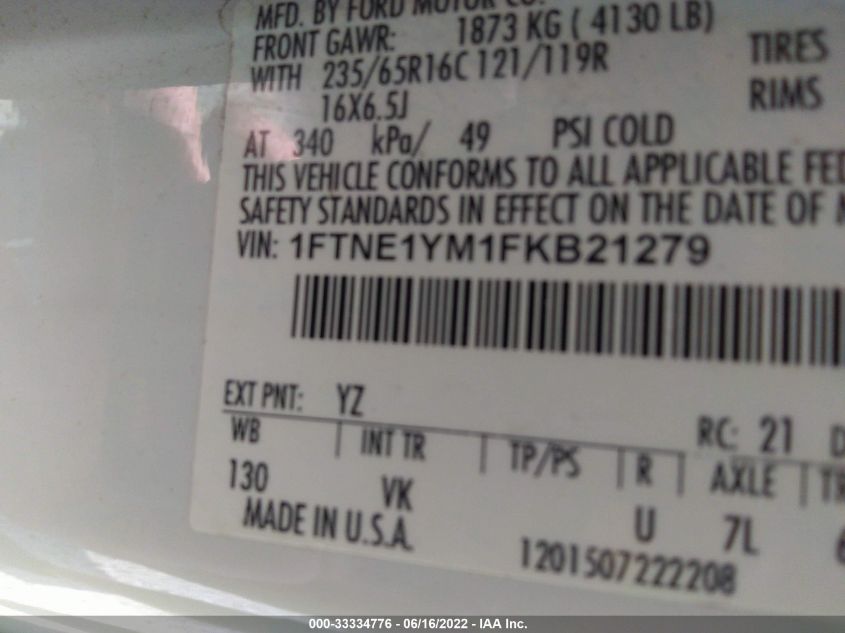 MFD. BY FORD MOTOR CO.
FRONT GAWR: 1873 KG ( 4130 LB)
WITH 235/65R16C 121/119R TIRES
16X6.5J RIMS
AT 340 kPa/ 49 PSI COLD
THIS VEHICLE CONFORMS TO ALL APPLICABLE FED
SAFETY STANDARDS IN EFFECT ON THE DATE OF
VIN: 1FTNE1YM1FKB21279
EXT PNT: YZ RC: 21
WB INT TR TP/PS R AXLE TR
130 VK U 7L
MADE IN U.S.A. 1201507222208
000-33334776 - 06/16/2022 - IAA Inc.